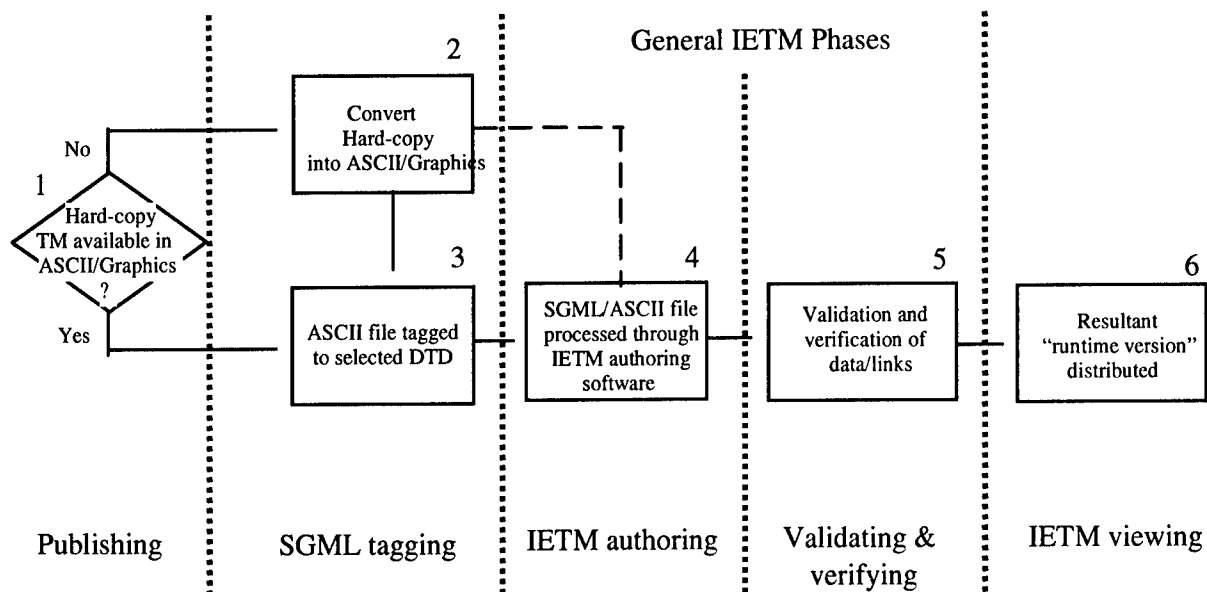 General IETM Phases
2
Convert
Hard-copy
into ASCII/Graphics
No
1
Hard-copy
TM available in
ASCII/Graphics
?
Yes
3
ASCII file tagged
to selected DTD
4
SGML/ASCII file
processed through
IETM authoring
software
5
Validation and
verification of
data/links
6
Resultant
“runtime version”
distributed
Publishing
SGML tagging
IETM authoring
Validating &
verifying
IETM viewing